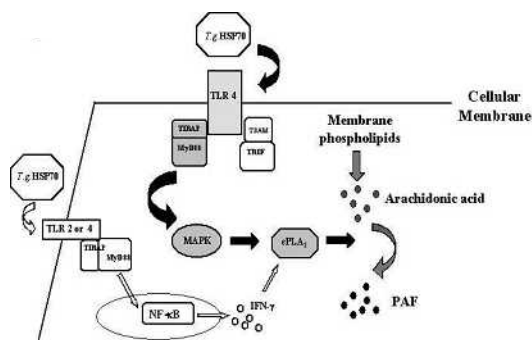 T.g.HSP70
TLR 4
Cellular
Membrane
TIRAP
MyD88
TRAM
TRIF
Membrane
phospholipids
T.g.HSP70
Arachidonic acid
TLR 2 or 4
TIRAP
MyD88
MAPK
cPLA₂
IFN-γ
NF-κB
PAF